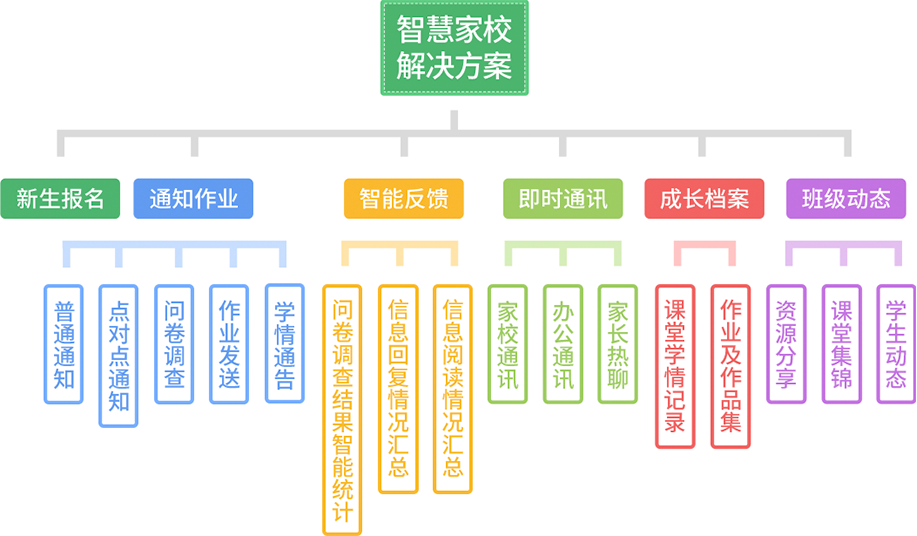 智慧家校
解决方案
新生报名
通知作业
智能反馈
即时通讯
成长档案
班级动态
普通通知
点对点通知
问卷调查
作业发送
学情通告
问卷调查结果智能统计
信息回复情况汇总
信息阅读情况汇总
家校通讯
办公通讯
家长热聊
课堂学情记录
作业及作品集
资源分享
课堂集锦
学生动态